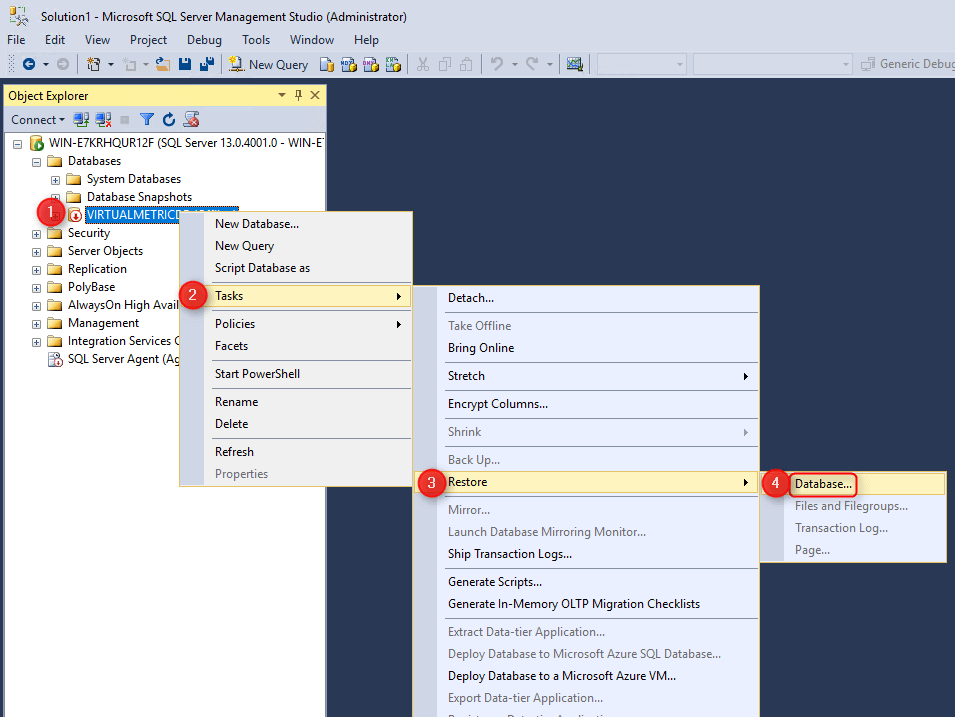 Solution1 - Microsoft SQL Server Management Studio (Administrator)
File Edit View Project Debug Tools Window Help
New Query Generic Debug
Object Explorer
Connect
WIN-E7KRHQUR12F (SQL Server 13.0.4001.0 - WIN-E7
Databases
System Databases
Database Snapshots
1 VIRTUALMETRICD
Security
Server Objects
Replication
PolyBase
AlwaysOn High Avail
Management
Integration Services C
SQL Server Agent (Ag
New Database...
New Query
Script Database as
2 Tasks
Policies
Facets
Start PowerShell
Rename
Delete
Refresh
Properties
Detach...
Take Offline
Bring Online
Stretch
Encrypt Columns...
Shrink
Back Up...
3 Restore
Mirror...
Launch Database Mirroring Monitor...
Ship Transaction Logs...
Generate Scripts...
Generate In-Memory OLTP Migration Checklists
Extract Data-tier Application...
Deploy Database to Microsoft Azure SQL Database...
Deploy Database to a Microsoft Azure VM...
Export Data-tier Application...
4 Database...
Files and Filegroups...
Transaction Log...
Page...